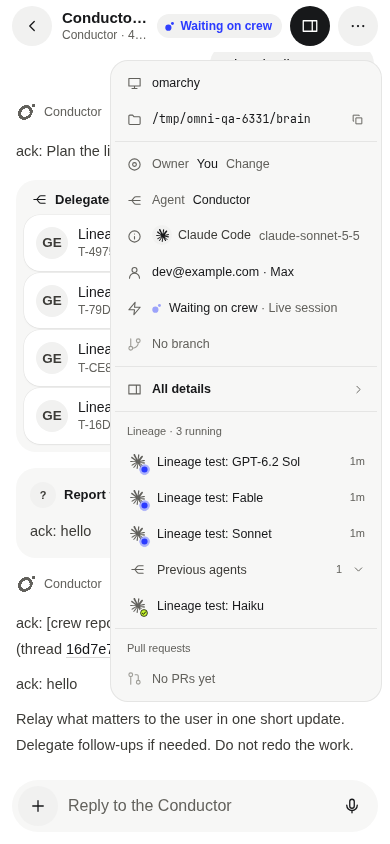 Conducto...
Conductor · 4...
Waiting on crew
omarchy
/tmp/omni-qa-6331/brain
Conductor
Owner You Change
ack: Plan the li
Agent Conductor
Delegate
Claude Code claude-sonnet-5-5
GE Linea
T-497
dev@example.com · Max
GE Linea
T-79D
Waiting on crew · Live session
No branch
GE Linea
T-CE8
All details
GE Linea
T-16D
Lineage · 3 running
Lineage test: GPT-6.2 Sol 1m
? Report
Lineage test: Fable 1m
ack: hello
Lineage test: Sonnet 1m
Previous agents 1
Conductor
Lineage test: Haiku
ack: [crew repo
(thread 16d7e7
Pull requests
ack: hello
No PRs yet
Relay what matters to the user in one short update.
Delegate follow-ups if needed. Do not redo the work.
Reply to the Conductor